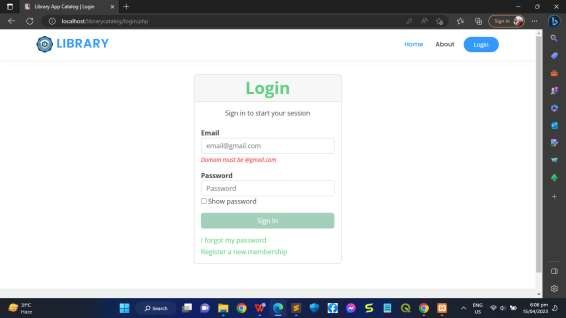 Library App Catalog | Login
localhost/librarycatalog/login.php
Sign in
LIBRARY
Home
About
Login
Login
Sign in to start your session
Email
email@gmail.com
Domain must be @gmail.com
Password
Password
Show password
Sign In
I forgot my password
Register a new membership
31°C
Haze
Search
ENG
US
6:06 pm
15/04/2023